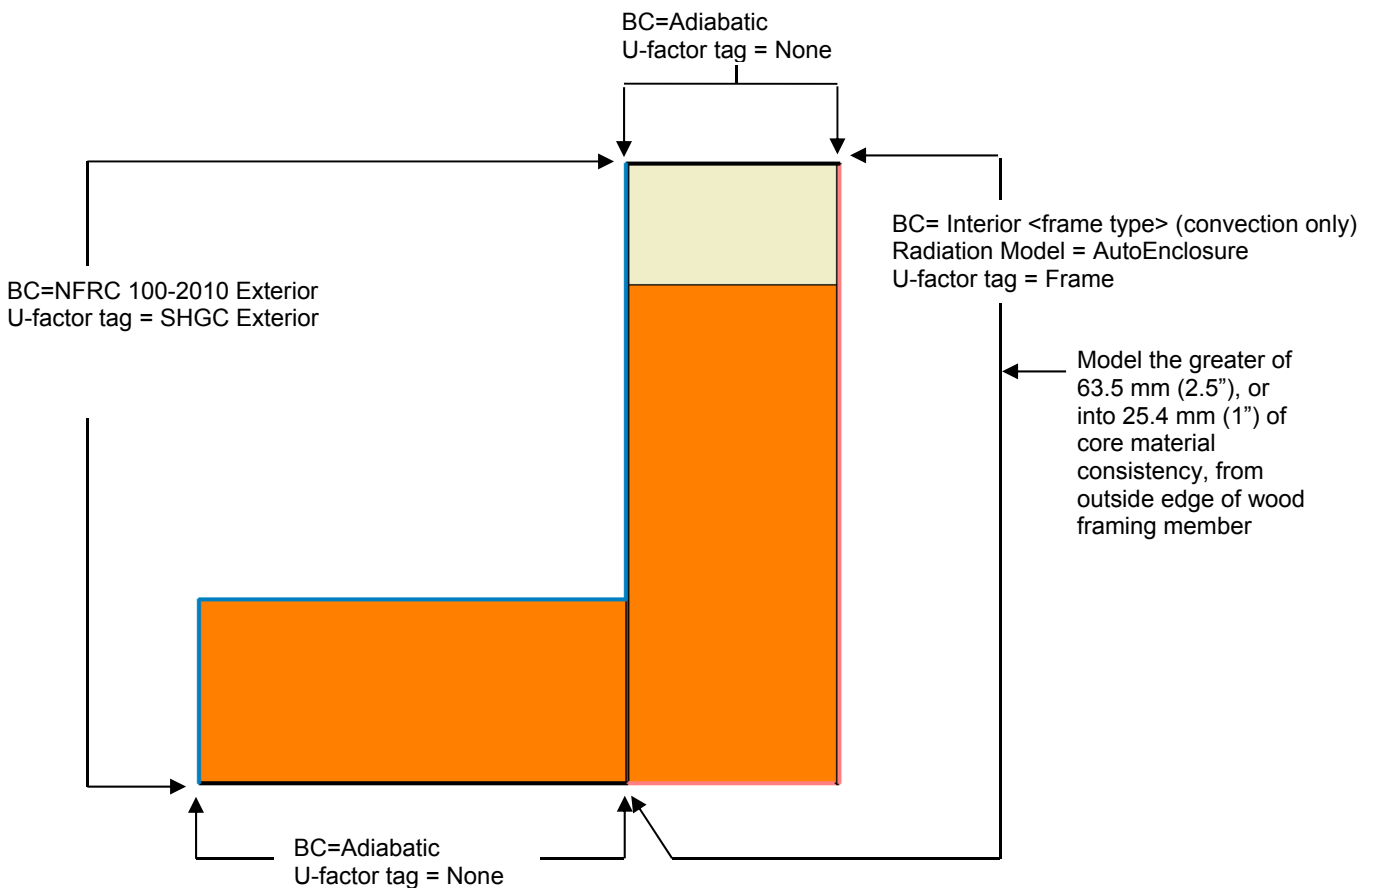 BC=Adiabatic
U-factor tag = None
BC= Interior <frame type> (convection only)
Radiation Model = AutoEnclosure
U-factor tag = Frame
BC=NFRC 100-2010 Exterior
U-factor tag = SHGC Exterior
Model the greater of
63.5 mm (2.5”), or
into 25.4 mm (1”) of
core material
consistency, from
outside edge of wood
framing member
BC=Adiabatic
U-factor tag = None